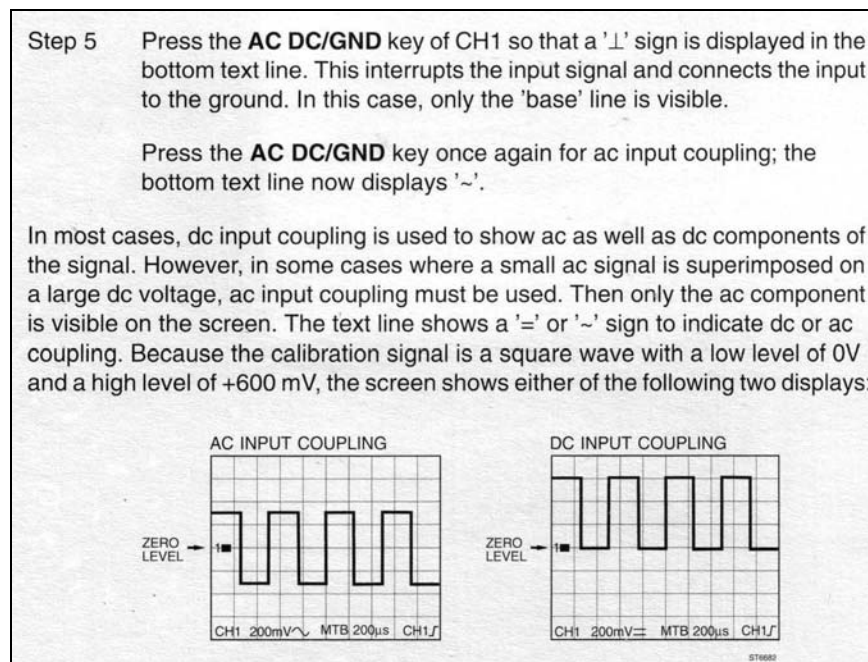 Step 5 Press the AC DC/GND key of CH1 so that a '⊥' sign is displayed in the
bottom text line. This interrupts the input signal and connects the input
to the ground. In this case, only the 'base' line is visible.
Press the AC DC/GND key once again for ac input coupling; the
bottom text line now displays '~'.
In most cases, dc input coupling is used to show ac as well as dc components of
the signal. However, in some cases where a small ac signal is superimposed on
a large dc voltage, ac input coupling must be used. Then only the ac component
is visible on the screen. The text line shows a '=' or '~' sign to indicate dc or ac
coupling. Because the calibration signal is a square wave with a low level of 0V
and a high level of +600 mV, the screen shows either of the following two displays:
AC INPUT COUPLING
ZERO
LEVEL
1
CH1 200mV~ MTB 200µs CH1
DC INPUT COUPLING
ZERO
LEVEL
1
CH1 200mV= MTB 200µs CH1
ST6682